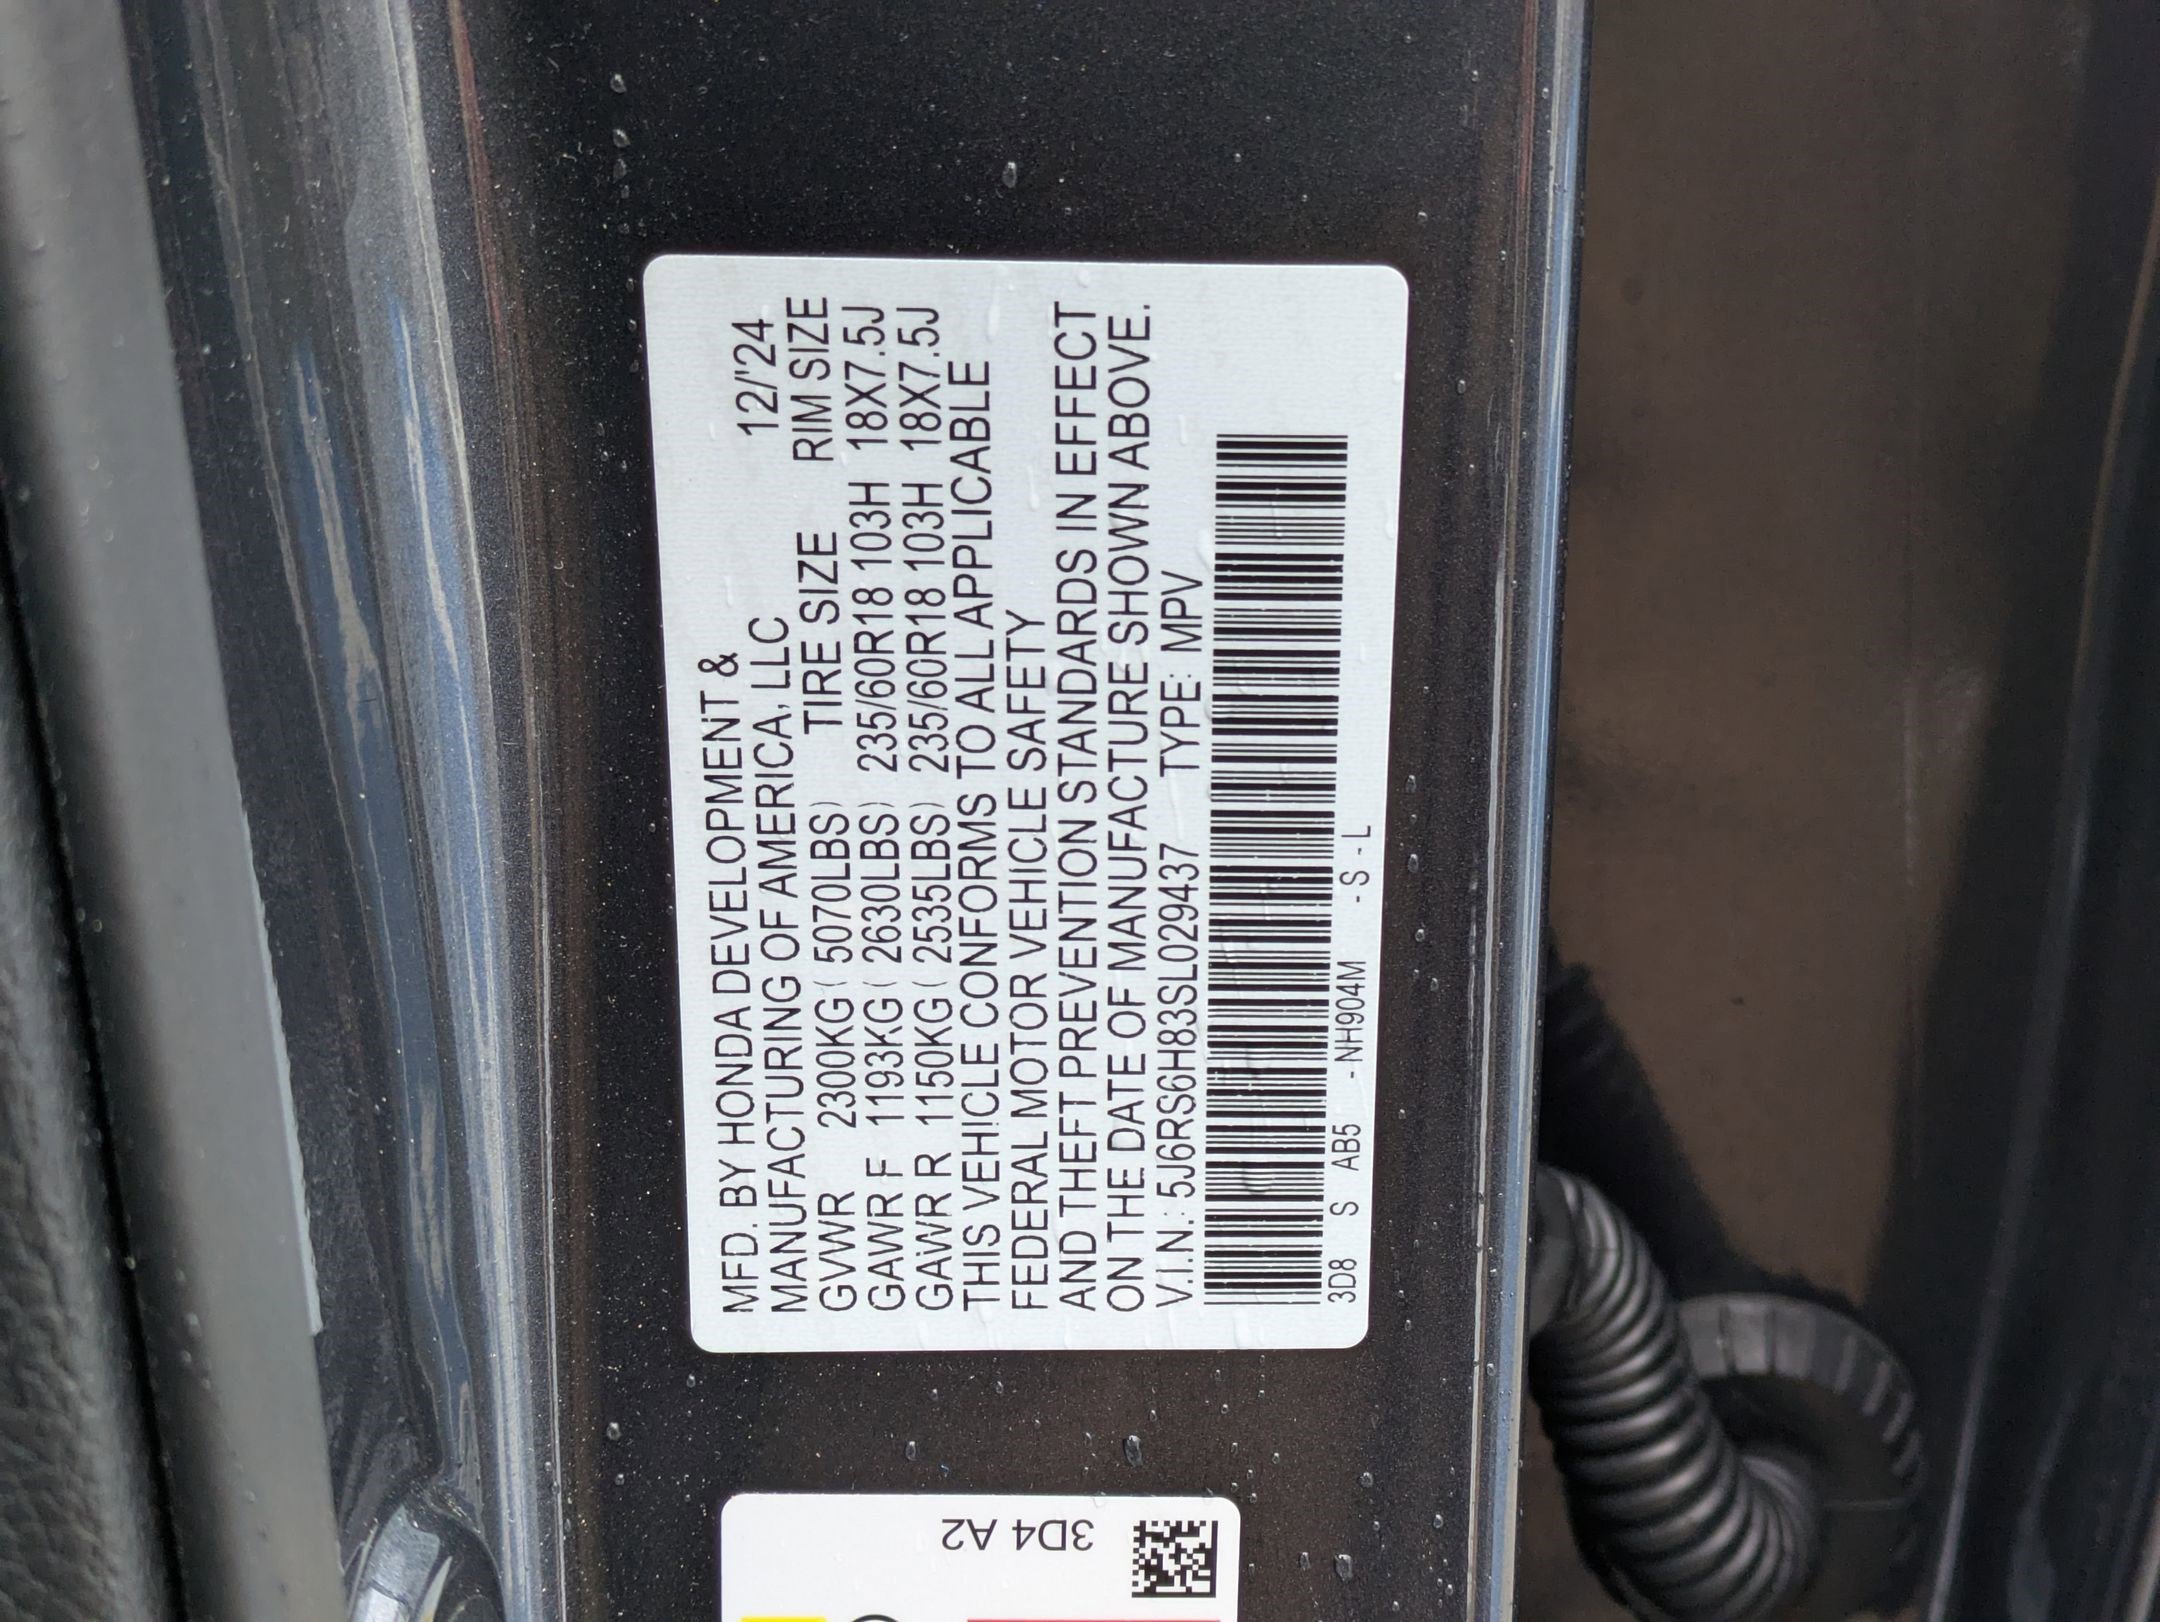 MFD. BY HONDA DEVELOPMENT &
MANUFACTURING OF AMERICA, LLC 12/'24
GVWR TIRE SIZE RIM SIZE
2300KG ( 5070LBS)
GAWR F 1193KG ( 2630LBS) 235/60R18 103H 18X7.5J
GAWR R 1150KG ( 2535LBS) 235/60R18 103H 18X7.5J
THIS VEHICLE CONFORMS TO ALL APPLICABLE
FEDERAL MOTOR VEHICLE SAFETY
AND THEFT PREVENTION STANDARDS IN EFFECT
ON THE DATE OF MANUFACTURE SHOWN ABOVE.
V.I.N.: 5J6RS6H83SL029437 TYPE: MPV
3D8 S AB5 -NH904M -S -L
3D4 A2